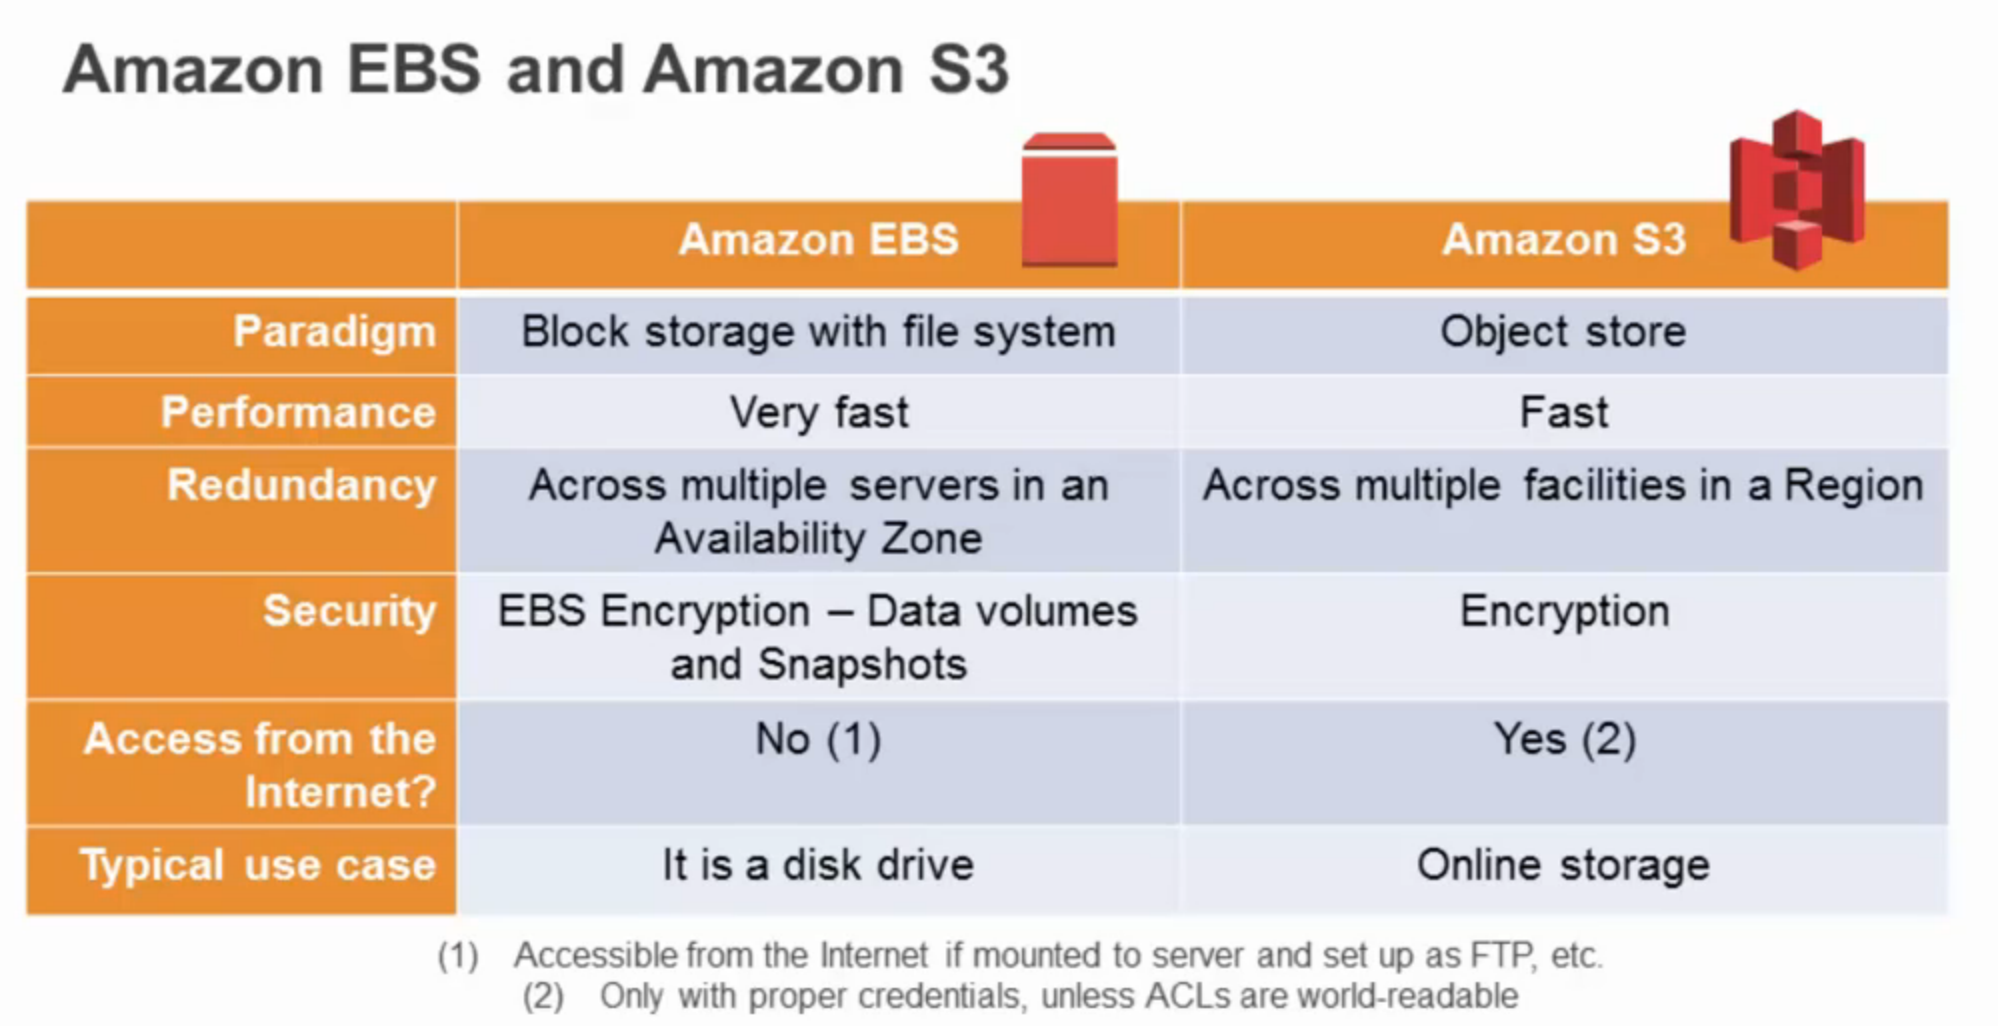 Amazon EBS and Amazon S3
Amazon EBS
Amazon S3
Paradigm
Block storage with file system
Object store
Performance
Very fast
Fast
Redundancy
Across multiple servers in an
Availability Zone
Across multiple facilities in a Region
Security
EBS Encryption – Data volumes
and Snapshots
Encryption
Access from the
Internet?
No (1)
Yes (2)
Typical use case
It is a disk drive
Online storage
(1) Accessible from the Internet if mounted to server and set up as FTP, etc.
(2) Only with proper credentials, unless ACLs are world-readable